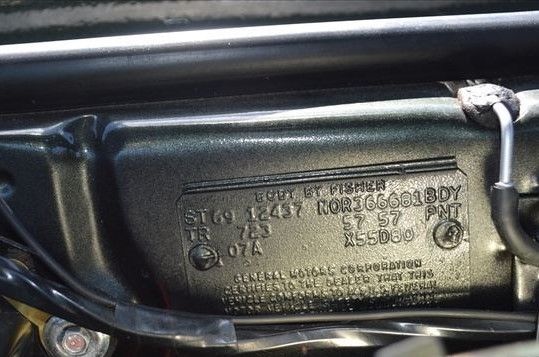 BODY BY FISHER
ST 69 12437 NOR366681 BDY
TR 723 57 57 PNT
07A X55D80
GENERAL MOTORS CORPORATION
CERTIFIES TO THE DEALER THAT THIS
VEHICLE